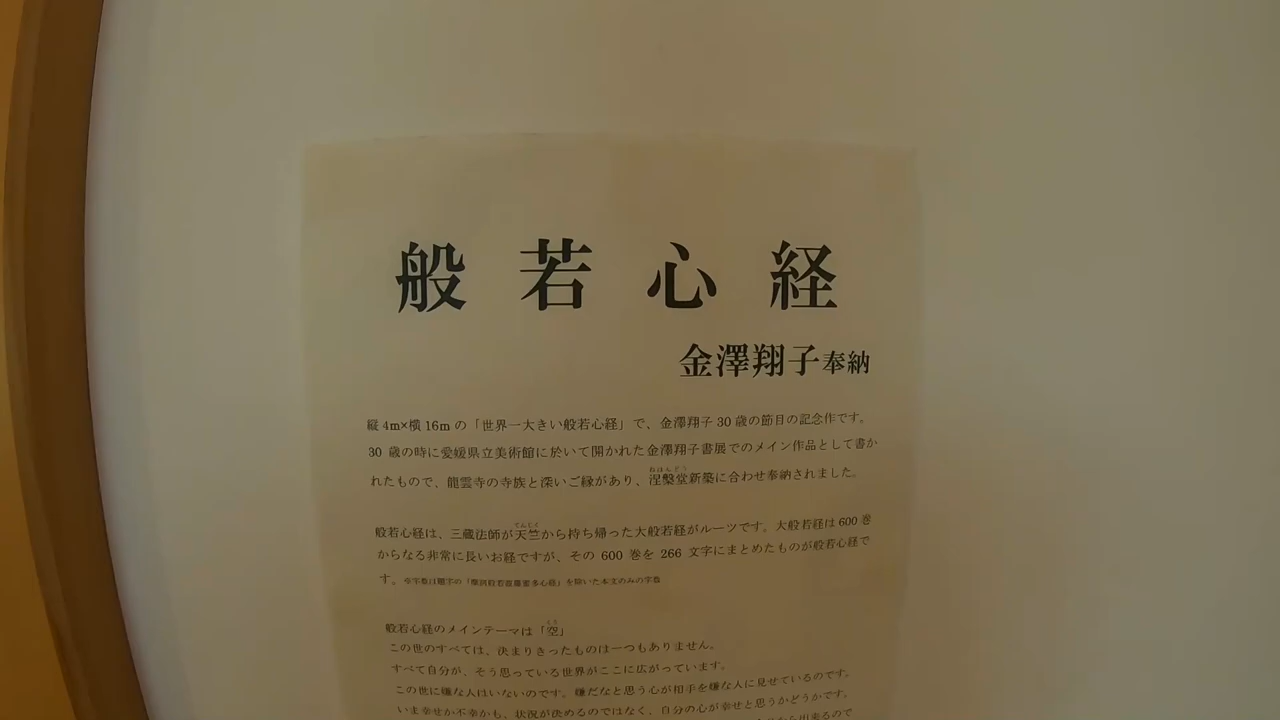 般若心経
金澤翔子奉納
縦4m×横16mの「世界一大きい般若心経」で、金澤翔子30歳の節目の記念作です。
30 歳の時に愛媛県立美術館に於いて開かれた金澤翔子書展でのメイン作品として書か
れたもので、龍雲寺の寺族と深いご縁があり、涅槃堂新築に合わせ奉納されました。
てんじく
般若心経は、三蔵法師が天竺から持ち帰った大般若経がルーツです。大般若経は600巻
からなる非常に長いお経ですが、その 600 巻を 266 文字にまとめたものが般若心経で
す。
般若心経のメインテーマは「空」
この世のすべては、決まりきったものは一つもありません。
すべて自分が、そう思っている世界がここに広がっています。
この世に嫌な人はいないのです。嫌だなと思う心が相手を嫌な人に見せているのです。
いま幸せか不幸かも、状況が決めるのではなく、自分の心が幸せと思うかどうかです。